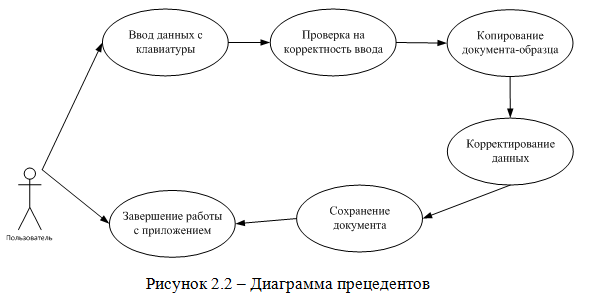 Ввод данных с
клавиатуры
Проверка на
корректность ввода
Копирование
документа-образца
Корректирование
данных
Сохранение
документа
Завершение работы
с приложением
Пользователь
Рисунок 2.2 – Диаграмма прецедентов